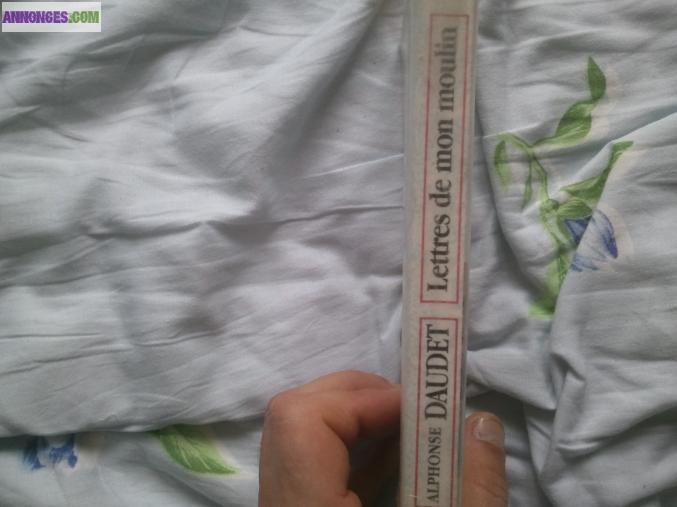 ANNONCES.COM
ALPHONSE DAUDET
Lettres de mon moulin